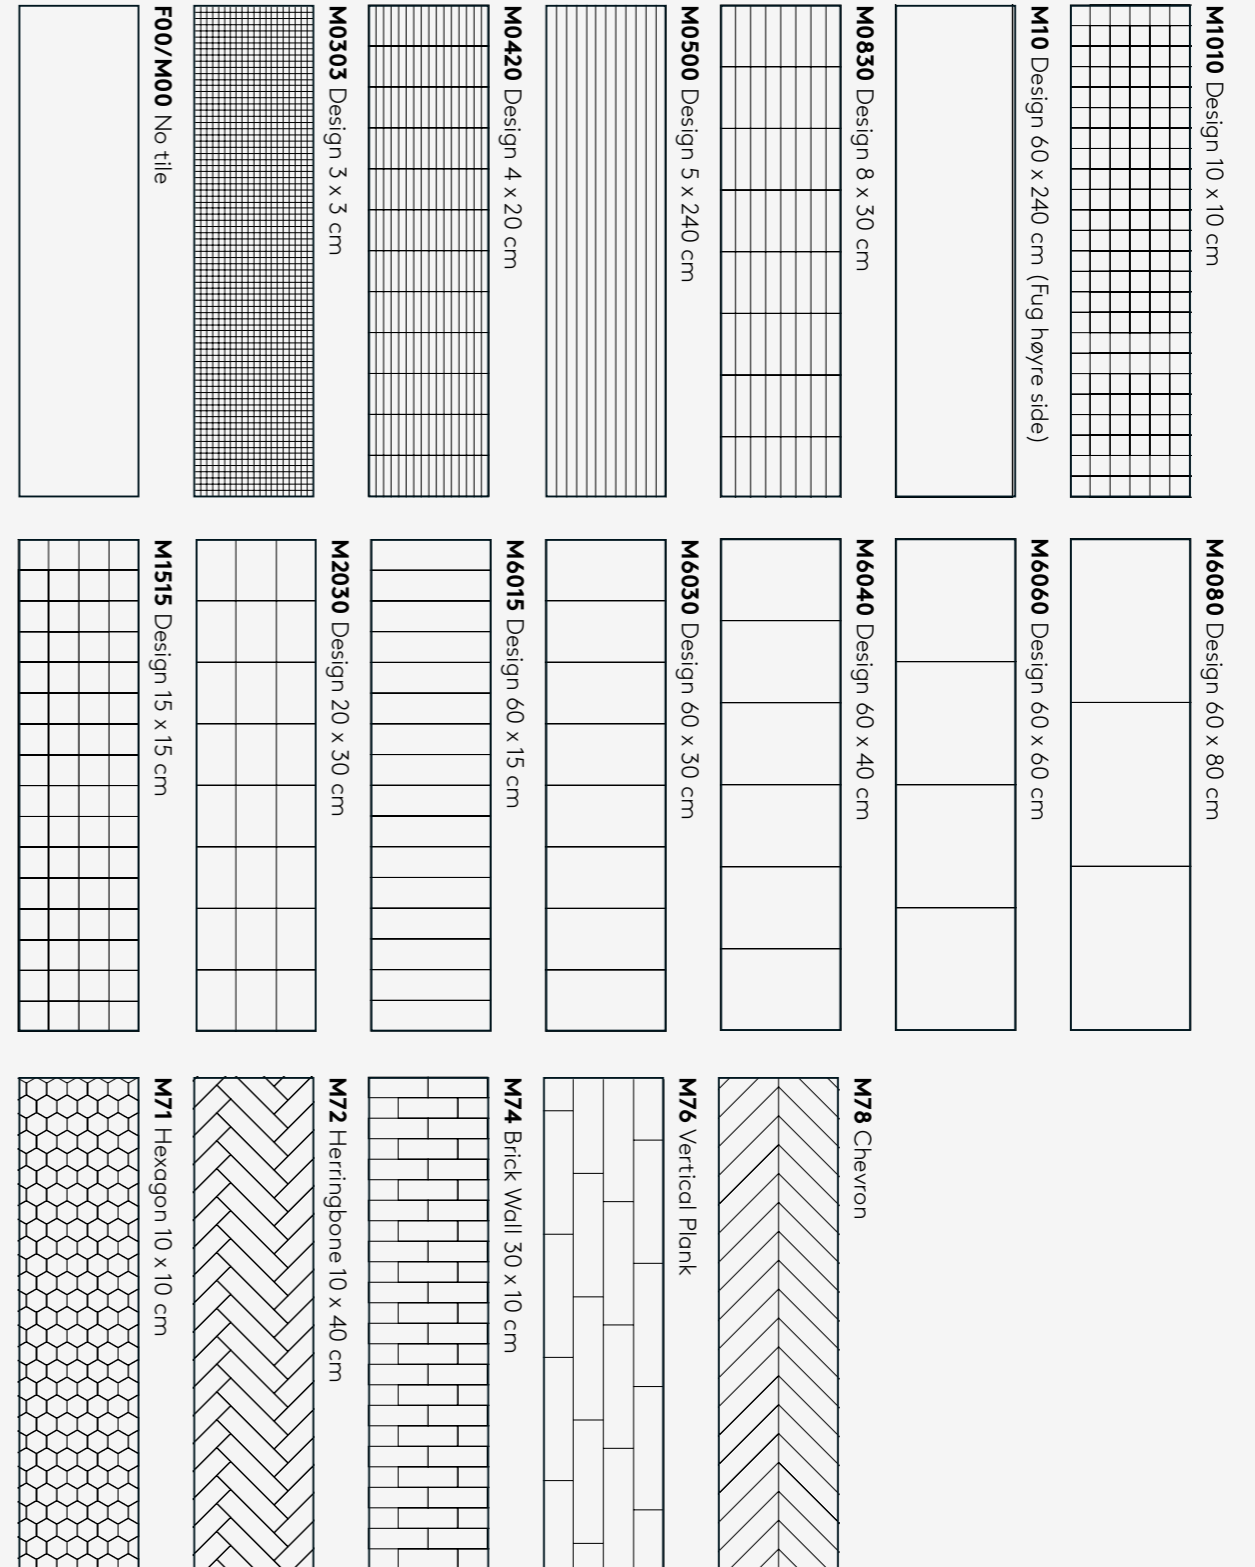 F00/M00 No tile
M0303 Design 3 x 3 cm
M0420 Design 4 x 20 cm
M0500 Design 5 x 240 cm
M0830 Design 8 x 30 cm
M10 Design 60 x 240 cm (Fug høyre side)
M1010 Design 10 x 10 cm
M1515 Design 15 x 15 cm
M2030 Design 20 x 30 cm
M6015 Design 60 x 15 cm
M6030 Design 60 x 30 cm
M6040 Design 60 x 40 cm
M6060 Design 60 x 60 cm
M6080 Design 60 x 80 cm
M71 Hexagon 10 x 10 cm
M72 Herringbone 10 x 40 cm
M74 Brick Wall 30 x 10 cm
M76 Vertical Plank
M78 Chevron